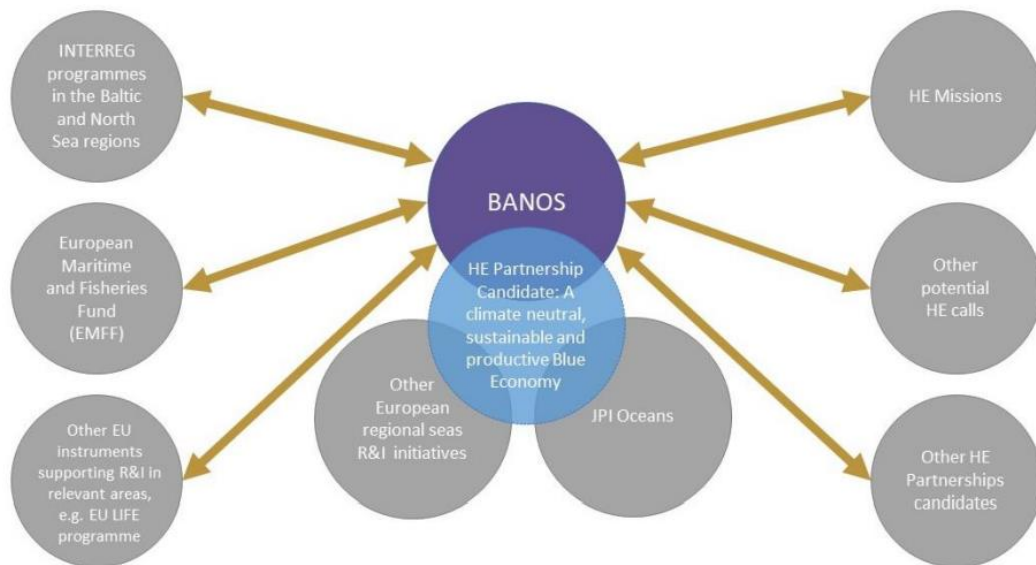 INTERREG
programmes
in the Baltic
and North
Sea regions
European
Maritime
and Fisheries
Fund
(EMFF)
Other EU
instruments
supporting R&I in
relevant areas,
e.g. EU LIFE
programme
BANOS
HE Partnership
Candidate: A
climate neutral,
sustainable and
productive Blue
Economy
Other
European
regional seas
R&I initiatives
JPI Oceans
HE Missions
Other
potential
HE calls
Other HE
Partnerships
candidates